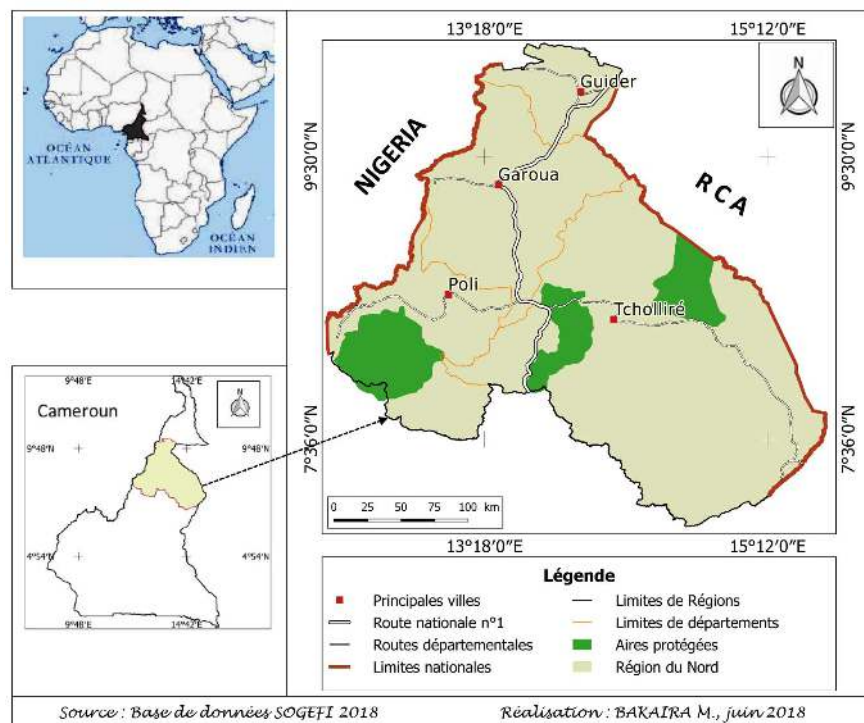 OCÉAN
ATLANTIQUE
OCÉAN
INDIEN
9°48'E 14°42'E
N
Cameroun
9°48'N 9°48'N
4°54'N 4°54'N
9°48'E 14°42'E
13°18'0"E 15°12'0"E
N
Guider
NIGERIA
9°30'0"N 9°30'0"N
RCA
Garoua
Poli
Tcholliré
7°36'0"N 7°36'0"N
0 25 50 75 100 km
13°18'0"E 15°12'0"E
Légende
Principales villes
Route nationale n°1
Routes départementales
Limites nationales
Limites de Régions
Limites de départements
Aires protégées
Région du Nord
Source : Base de données SOGEFI 2018
Réalisation : BAKAIRA M., juin 2018